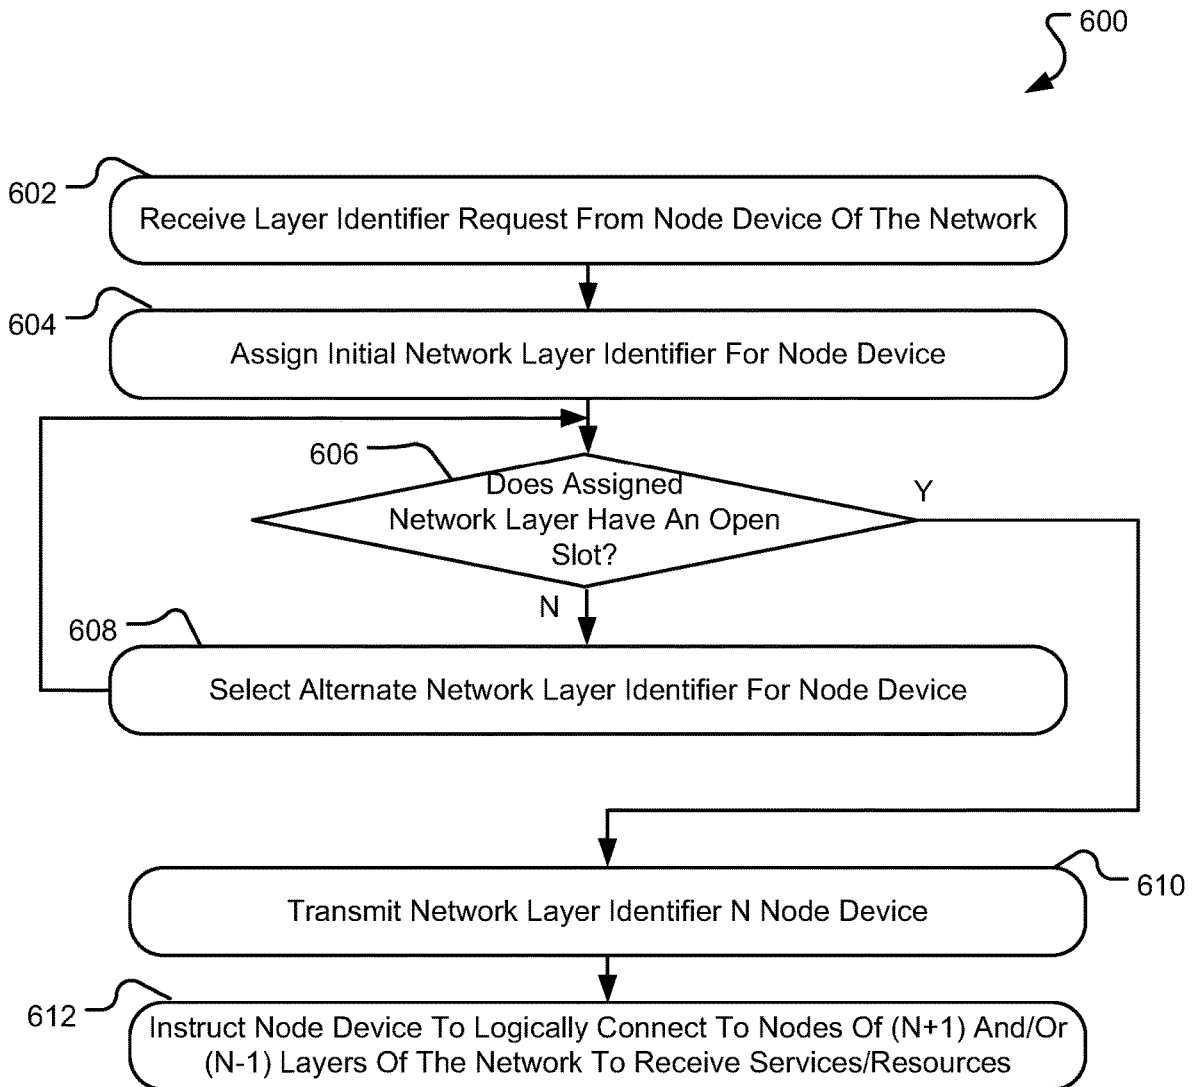 600
602
Receive Layer Identifier Request From Node Device Of The Network
604
Assign Initial Network Layer Identifier For Node Device
606
Does Assigned
Network Layer Have An Open
Slot?
Y
N
608
Select Alternate Network Layer Identifier For Node Device
610
Transmit Network Layer Identifier N Node Device
612
Instruct Node Device To Logically Connect To Nodes Of (N+1) And/Or
(N-1) Layers Of The Network To Receive Services/Resources